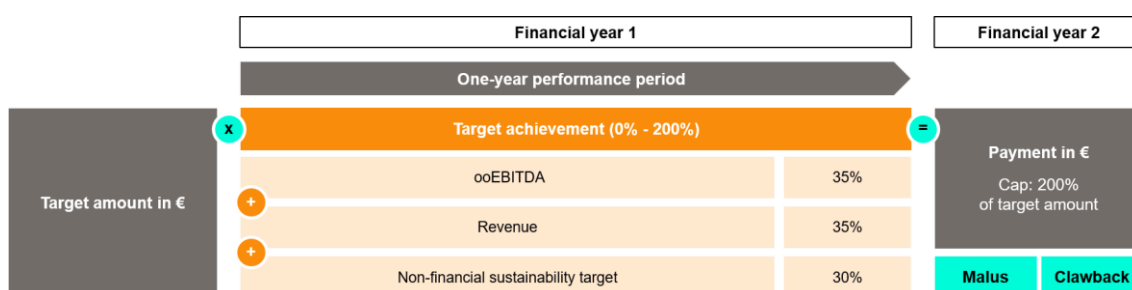 Financial year 1
Financial year 2
One-year performance period
Target amount in €
x
Target achievement (0% - 200%)
=
ooEBITDA
35%
+
Revenue
35%
+
Non-financial sustainability target
30%
Payment in €
Cap: 200%
of target amount
Malus
Clawback